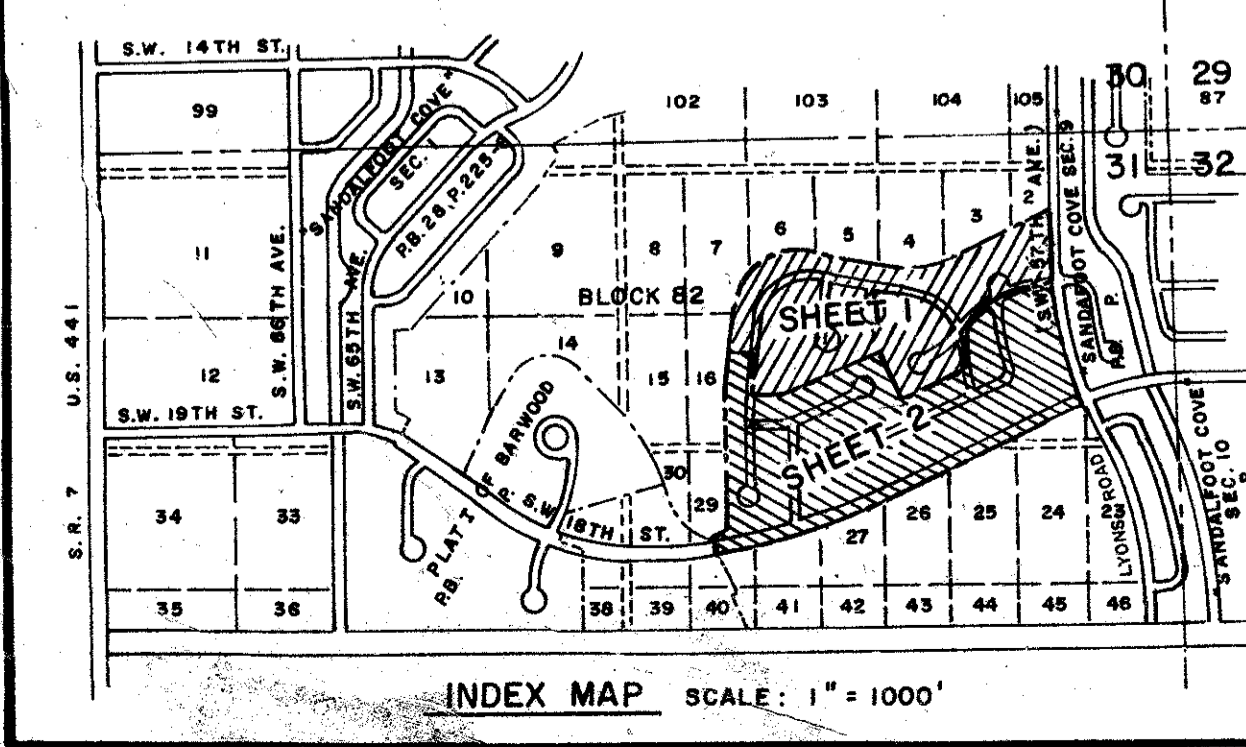 S.W. 14TH ST.
30
29
87
99
102
103
104
105
31
32
"SANDALFORT COVE"
SEC. 1
P.B. 28, P. 225-
11
S.W. 66TH AVE.
S.W. 65TH AVE.
9
8
7
6
5
4
3
2
(S.W. 57TH AVE.)
"SANDAFOOT COVE SEC. 9
P.B. P.
10
BLOCK 82
SHEET 1
U.S. 441
12
13
14
15
16
S.W. 19TH ST.
SHEET 2
30
29
PLAT I OF BARWOOD
P.B. P.
S.W. 18TH ST.
34
33
27
26
25
24
23
LYONS ROAD
"SANDALFOOT COVE"
SEC. 10
S.R. 7
35
36
38
39
40
41
42
43
44
45
46
INDEX MAP SCALE: 1" = 1000'